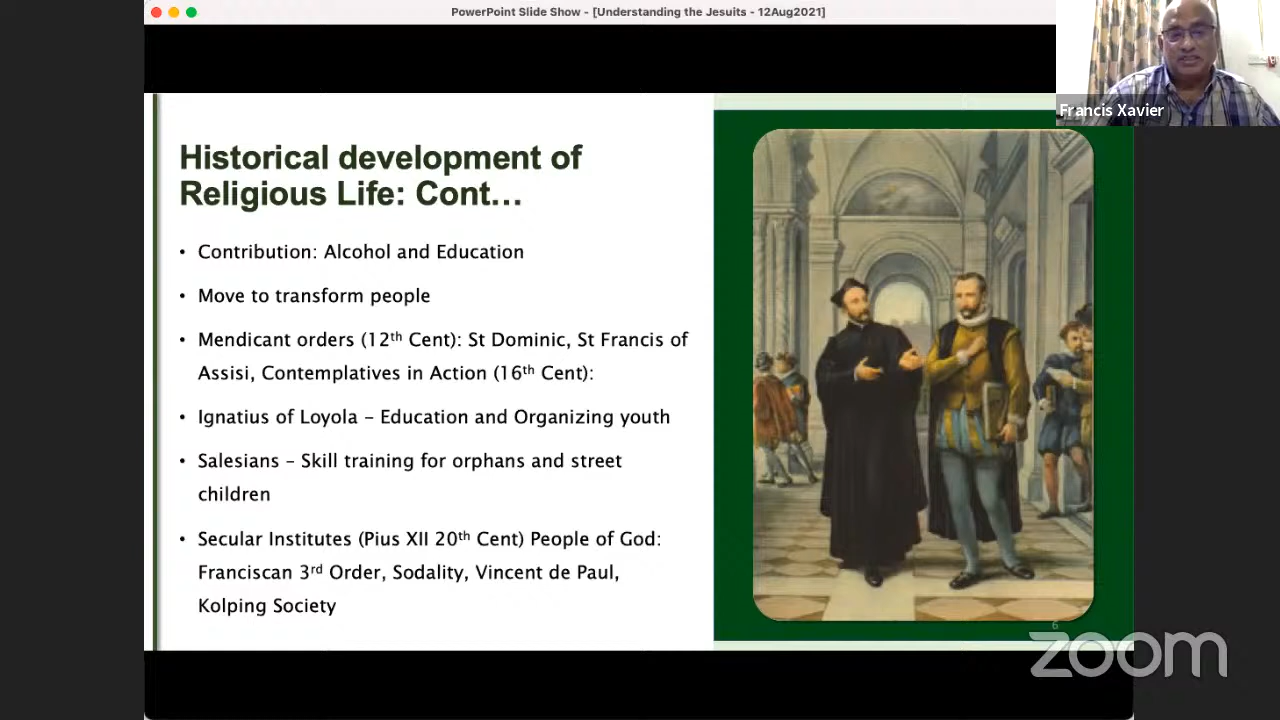 PowerPoint Slide Show - [Understanding the Jesuits - 12Aug2021]
Francis Xavier
Historical development of
Religious Life: Cont...
• Contribution: Alcohol and Education
• Move to transform people
• Mendicant orders (12th Cent): St Dominic, St Francis of
Assisi, Contemplatives in Action (16th Cent):
• Ignatius of Loyola – Education and Organizing youth
• Salesians – Skill training for orphans and street
children
• Secular Institutes (Pius XII 20th Cent) People of God:
Franciscan 3rd Order, Sodality, Vincent de Paul,
Kolping Society
6
zoom